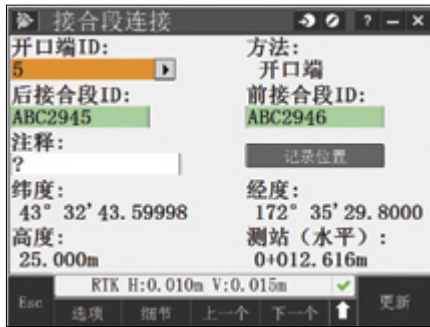 接合段连接 ? – ×
开口端ID: 方法:
5 开口端
后接合段ID: 前接合段ID:
ABC2945 ABC2946
注释:
? 记录位置
纬度: 经度:
43° 32' 43.59998 172° 35' 29.8000
高度: 测站（水平）:
25.000m 0+012.616m
RTK H:0.010m V:0.015m
Esc 选项 细节 上一个 下一个 更新